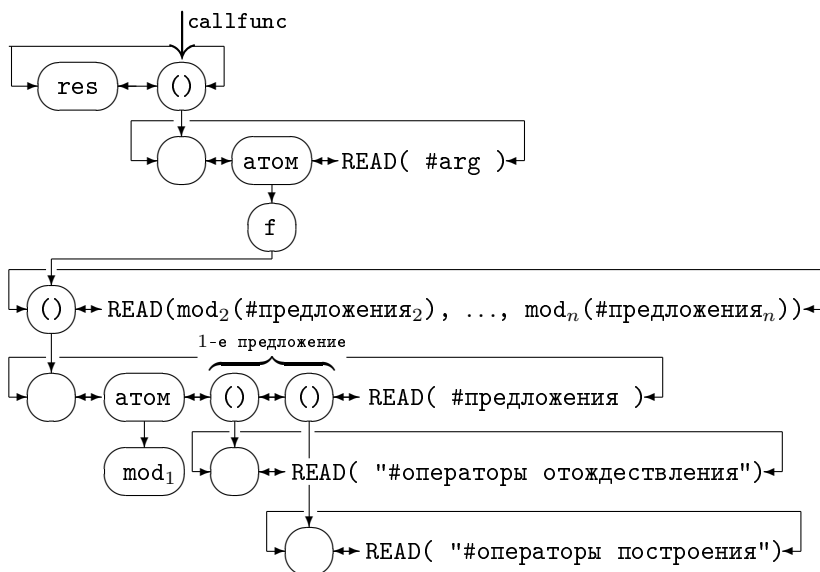 callfunc
res ()
атом READ( #arg )
f
() READ(mod₂(#предложения₂), ..., modₙ(#предложенияₙ))
1-е предложение
атом () () READ( #предложения )
mod₁ READ( "#операторы отождествления")
READ( "#операторы построения")